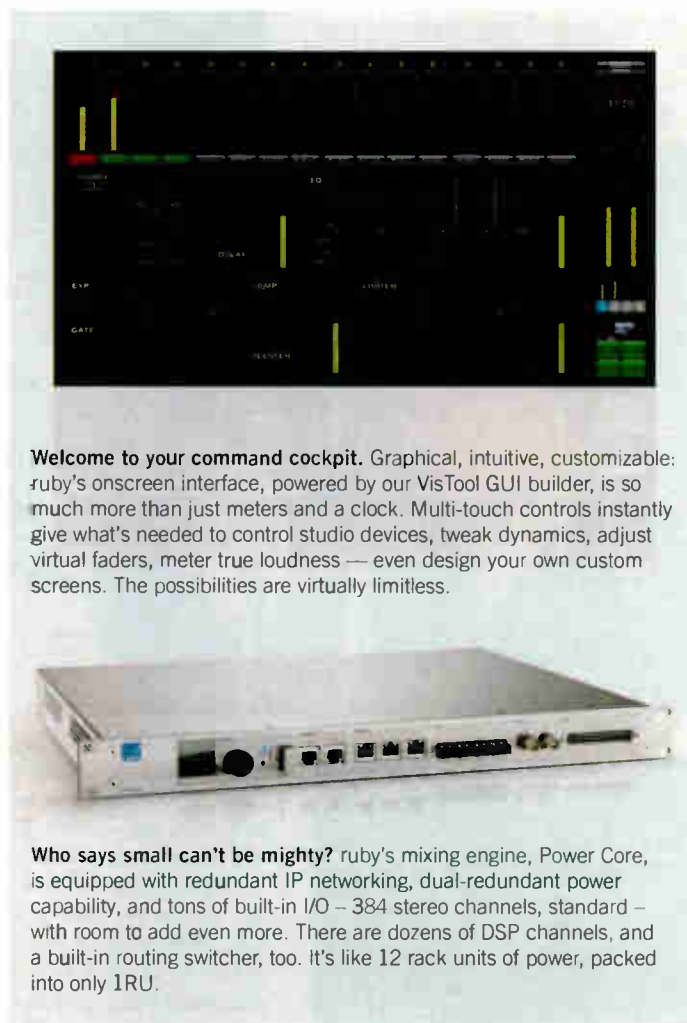 EQ
DELAY
EXP
LIMITER
GATE
Welcome to your command cockpit. Graphical, intuitive, customizable:
ruby's onscreen interface, powered by our VisTool GUI builder, is so
much more than just meters and a clock. Multi-touch controls instantly
give what's needed to control studio devices, tweak dynamics, adjust
virtual faders, meter true loudness — even design your own custom
screens. The possibilities are virtually limitless.
Who says small can't be mighty? ruby's mixing engine, Power Core,
is equipped with redundant IP networking, dual-redundant power
capability, and tons of built-in I/O – 384 stereo channels, standard –
with room to add even more. There are dozens of DSP channels, and
a built-in routing switcher, too. It's like 12 rack units of power, packed
into only 1RU.